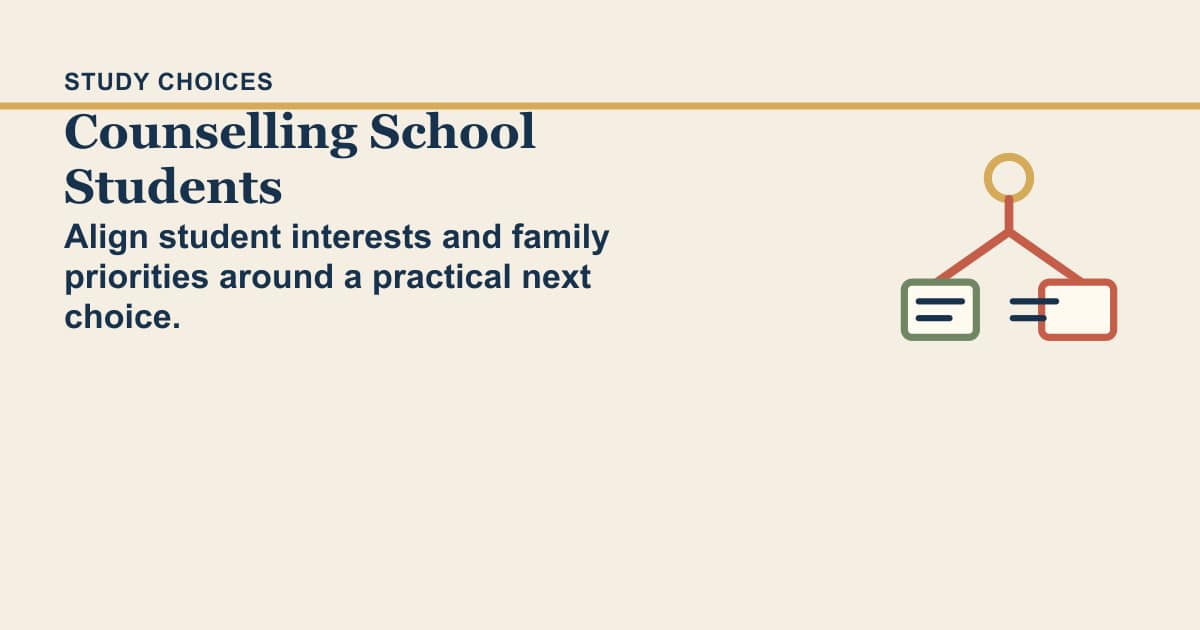 STUDY CHOICES
Counselling School
Students
Align student interests and family
priorities around a practical next
choice.